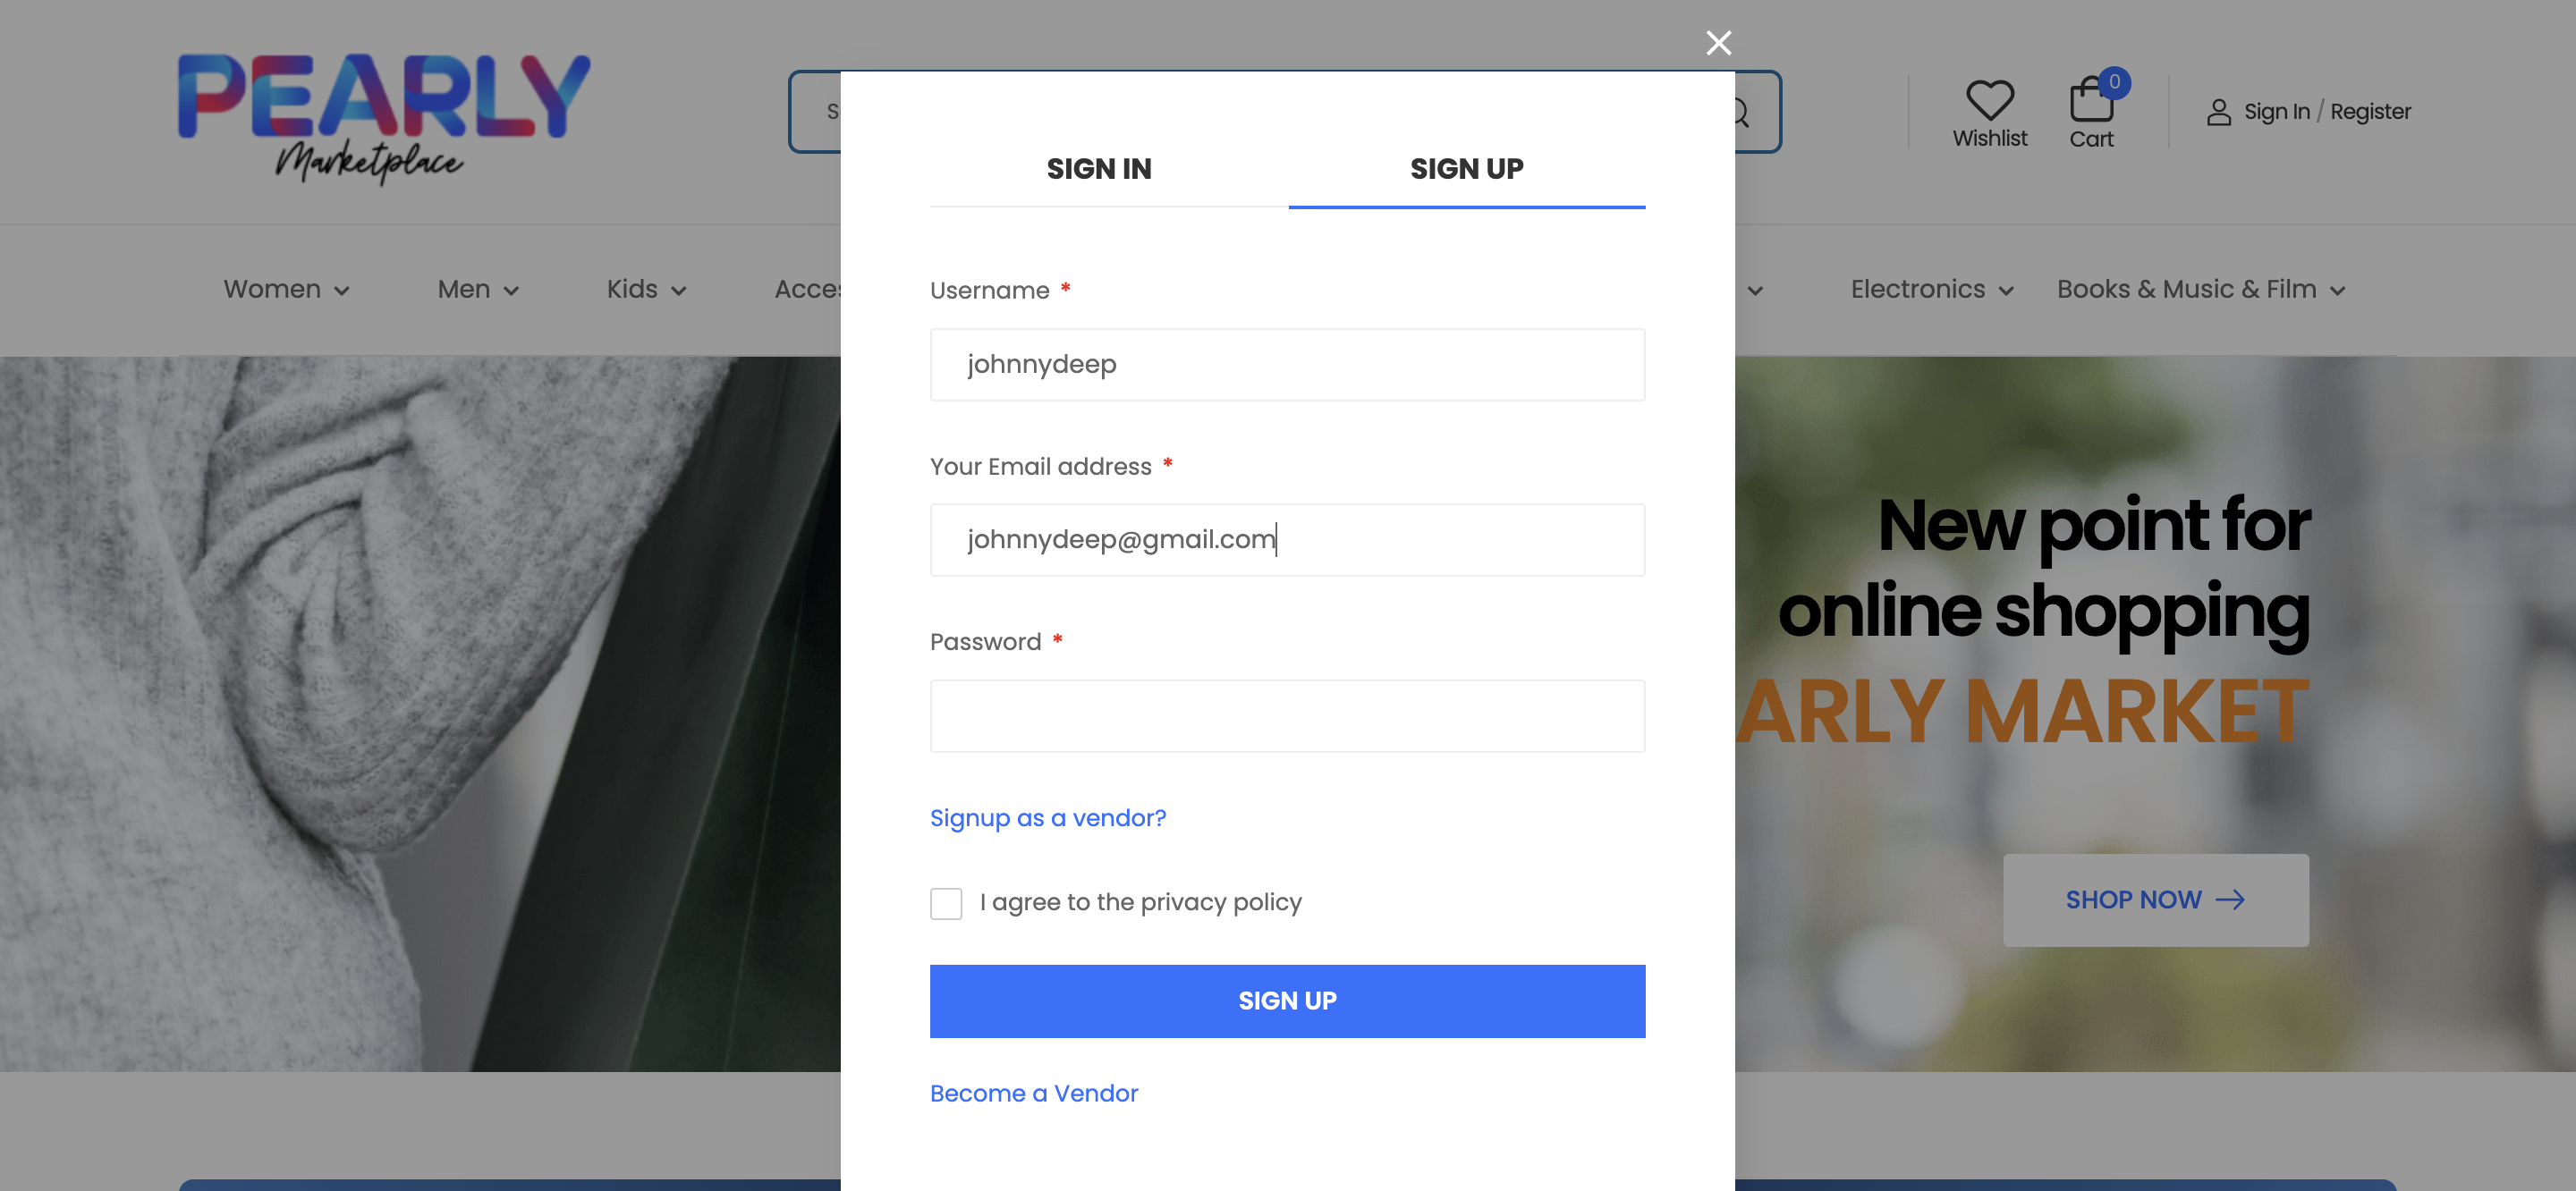 PEARLY
Marketplace
0
Wishlist
Cart
Sign In / Register
Women
Men
Kids
Electronics
Books & Music & Film
SIGN IN
SIGN UP
Username *
johnnydeep
Your Email address *
johnnydeep@gmail.com
Password *
Signup as a vendor?
I agree to the privacy policy
SIGN UP
Become a Vendor
New point for
online shopping
ARLY MARKET
SHOP NOW